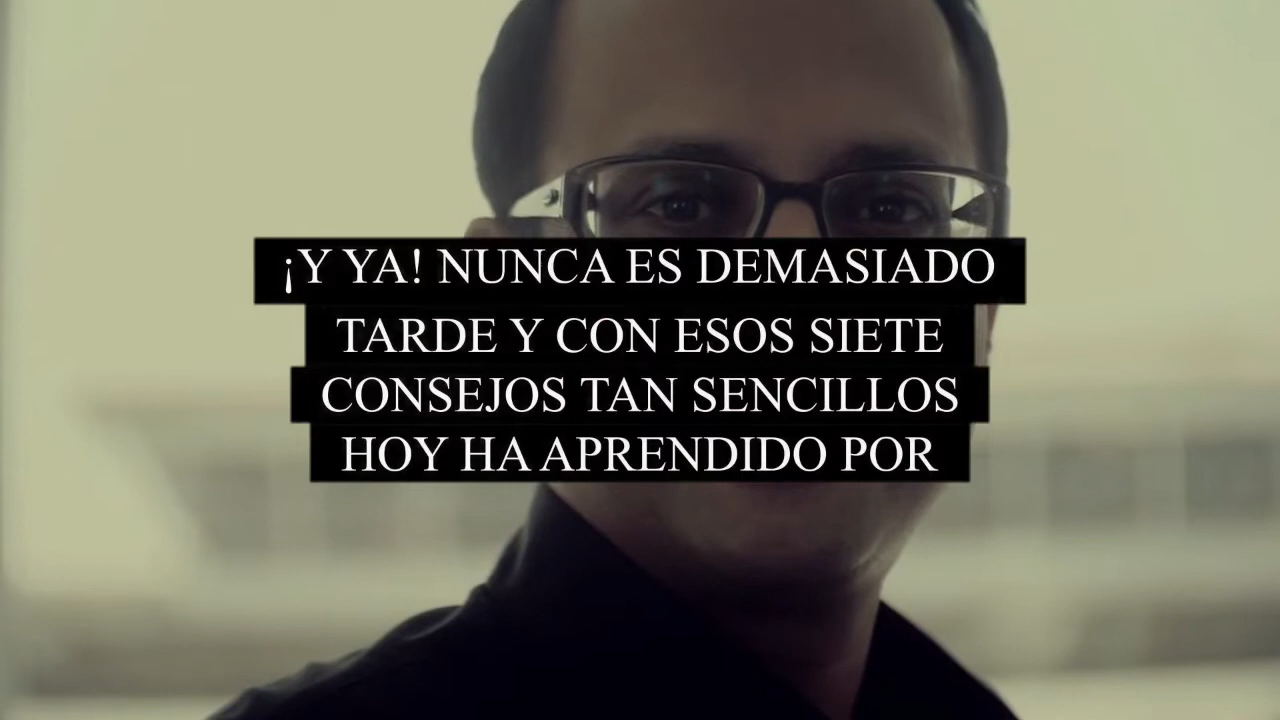 ¡Y YA! NUNCA ES DEMASIADO
TARDE Y CON ESOS SIETE
CONSEJOS TAN SENCILLOS
HOY HA APRENDIDO POR